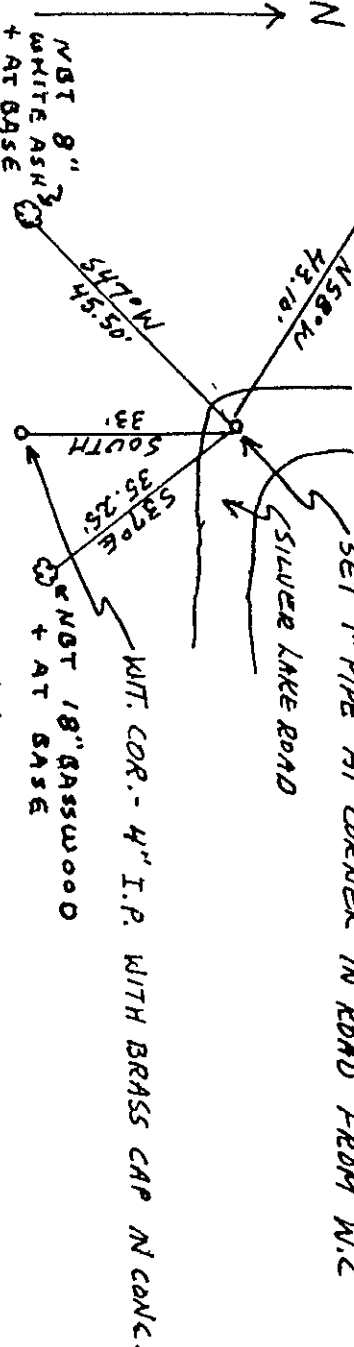 N
N58°W
43.10'
SET 1" PIPE AT CORNER IN ROAD FROM W.C
SILVER LAKE ROAD
S47°W
45.50'
SOUTH
33'
S37°E
35.25'
NBT 8"
WHITE ASH
+ AT BASE
NBT 18" BASSWOOD
+ AT BASE
WIT. COR.- 4" I.P. WITH BRASS CAP IN CONC.